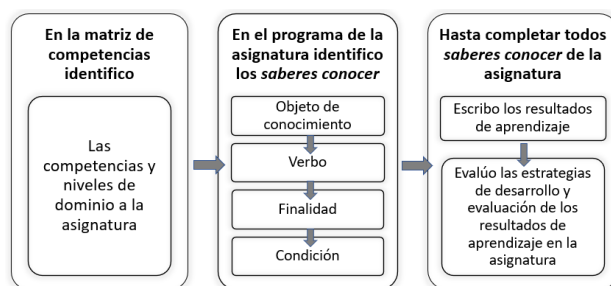 En la matriz de
competencias
identifico
Las
competencias y
niveles de
dominio a la
asignatura
En el programa de la
asignatura identifico
los saberes conocer
Objeto de
conocimiento
Verbo
Finalidad
Condición
Hasta completar todos
saberes conocer de la
asignatura
Escribo los resultados
de aprendizaje
Evalúo las estrategias
de desarrollo y
evaluación de los
resultados de
aprendizaje en la
asignatura